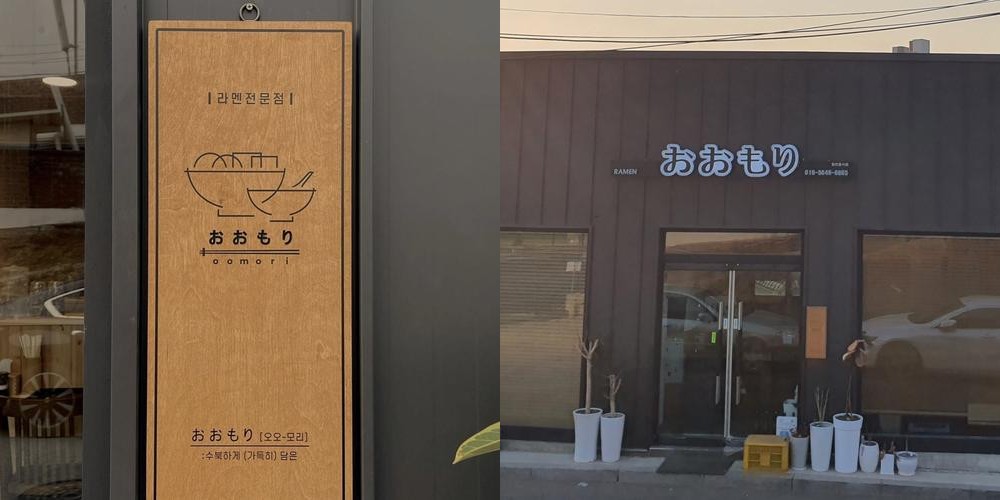 |라멘전문점|
おおもり
oomori
おおもり [오오-모리]
:수북하게 (가득히) 담은
RAMEN
おおもり